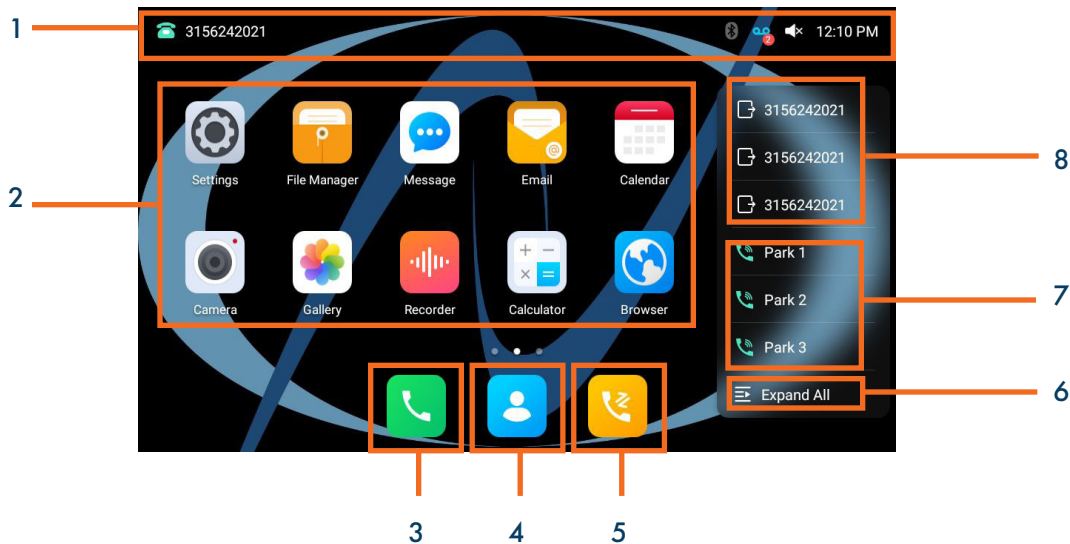 1
3156242021
2
12:10 PM
3156242021
3156242021
8
3156242021
2
Settings
File Manager
Message
Email
Calendar
Park 1
Park 2
7
Park 3
Camera
Gallery
Recorder
Calculator
Browser
Expand All
6
3
4
5